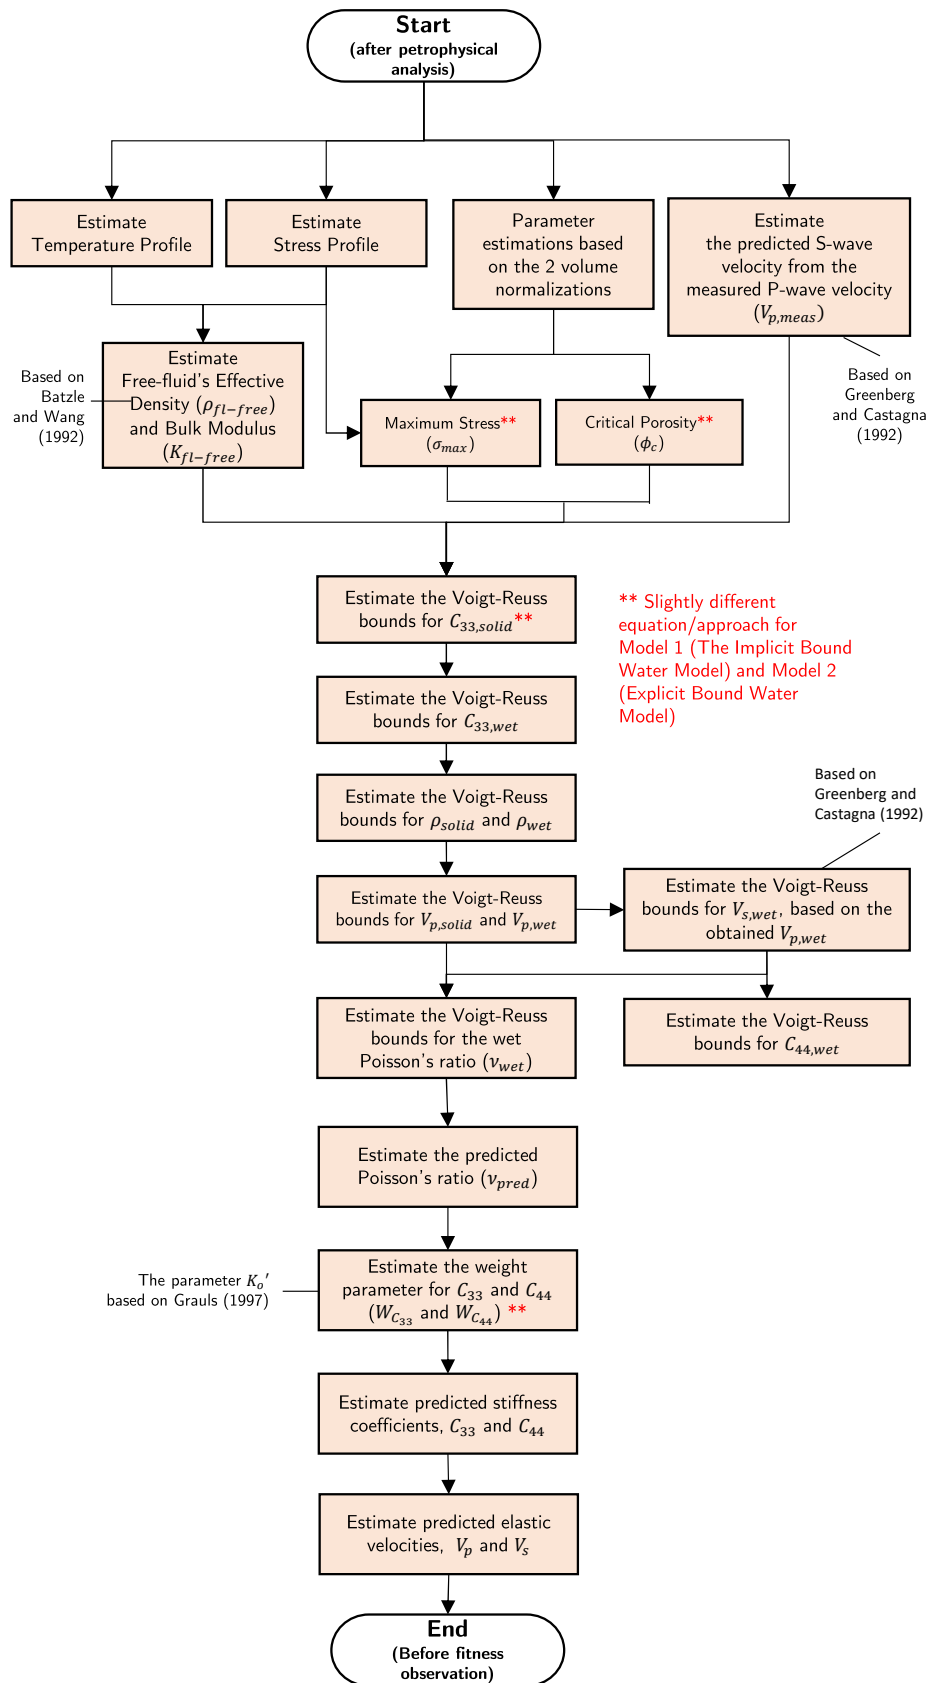 Start
(after petrophysical
analysis)
Estimate
Temperature Profile
Estimate
Stress Profile
Parameter
estimations based
on the 2 volume
normalizations
Estimate
the predicted S-wave
velocity from the
measured P-wave velocity
(V_{p,meas})
Based on
Batzle
and Wang
(1992)
Estimate
Free-fluid's Effective
Density (ρ_{fl−free})
and Bulk Modulus
(K_{fl−free})
Maximum Stress**
(σ_{max})
Critical Porosity**
(ϕ_c)
Based on
Greenberg
and Castagna
(1992)
Estimate the Voigt-Reuss
bounds for C_{33,solid}**
** Slightly different
equation/approach for
Model 1 (The Implicit Bound
Water Model) and Model 2
(Explicit Bound Water
Model)
Estimate the Voigt-Reuss
bounds for C_{33,wet}
Estimate the Voigt-Reuss
bounds for ρ_{solid} and ρ_{wet}
Based on
Greenberg and
Castagna (1992)
Estimate the Voigt-Reuss
bounds for V_{p,solid} and V_{p,wet}
Estimate the Voigt-Reuss
bounds for V_{s,wet}, based on the
obtained V_{p,wet}
Estimate the Voigt-Reuss
bounds for the wet
Poisson's ratio (ν_{wet})
Estimate the Voigt-Reuss
bounds for C_{44,wet}
Estimate the predicted
Poisson's ratio (ν_{pred})
The parameter K_o′
based on Grauls (1997)
Estimate the weight
parameter for C_{33} and C_{44}
(W_{C_{33}} and W_{C_{44}}) **
Estimate predicted stiffness
coefficients, C_{33} and C_{44}
Estimate predicted elastic
velocities, V_p and V_s
End
(Before fitness
observation)